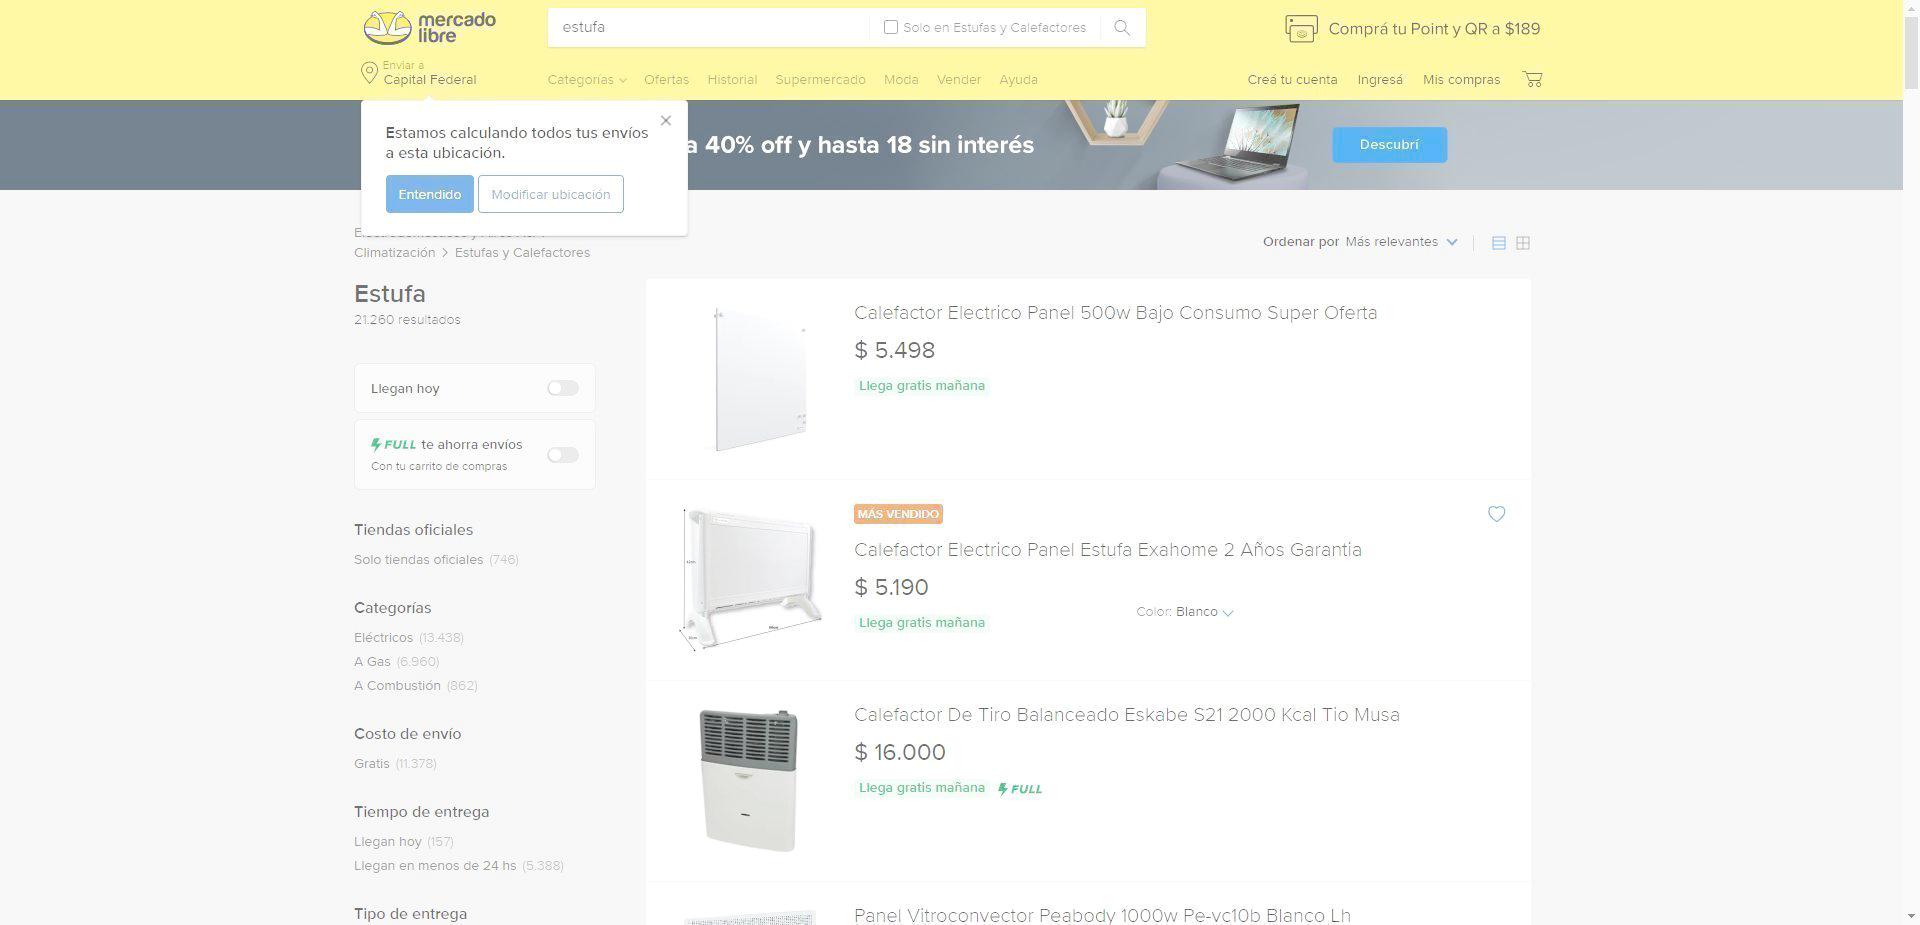 mercado
libre
estufa
Solo en Estufas y Calefactores
Comprá tu Point y QR a $189
Enviar a
Capital Federal
Categorías
Ofertas
Historial
Supermercado
Moda
Vender
Ayuda
Creá tu cuenta
Ingresá
Mis compras
Estamos calculando todos tus envíos
a esta ubicación.
Entendido
Modificar ubicación
a 40% off y hasta 18 sin interés
Descubrí
Climatización > Estufas y Calefactores
Ordenar por Más relevantes
Estufa
21.260 resultados
Llegan hoy
FULL te ahorra envíos
Con tu carrito de compras
Tiendas oficiales
Solo tiendas oficiales (746)
Categorías
Eléctricos (13.438)
A Gas (6.960)
A Combustión (862)
Costo de envío
Gratis (11.378)
Tiempo de entrega
Llegan hoy (157)
Llegan en menos de 24 hs (5.388)
Tipo de entrega
Calefactor Electrico Panel 500w Bajo Consumo Super Oferta
$ 5.498
Llega gratis mañana
MÁS VENDIDO
Calefactor Electrico Panel Estufa Exahome 2 Años Garantia
$ 5.190
Llega gratis mañana
Color: Blanco
Calefactor De Tiro Balanceado Eskabe S21 2000 Kcal Tio Musa
$ 16.000
Llega gratis mañana FULL
Panel Vitroconvector Peabody 1000w Pe-vc10b Blanco Lh